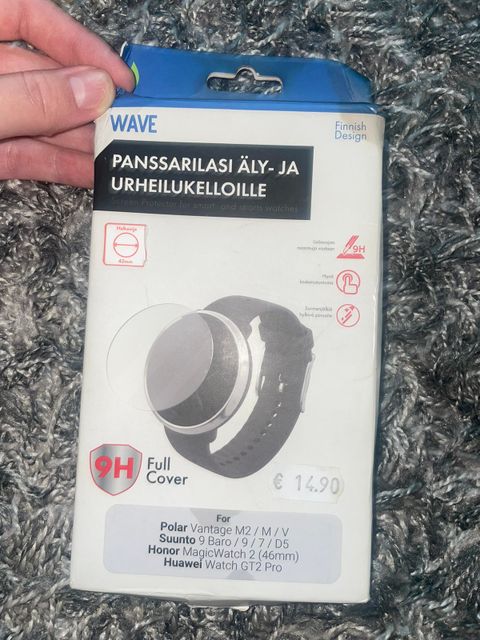 WAVE
Finnish
Design
PANSSARILASI ÄLY- JA
URHEILUKELLOILLE
Screen Protector for smart- and sports watches
Halkaisija
42mm
9H
9H
Full
Cover
€ 14.90
For
Polar Vantage M2 / M / V
Suunto 9 Baro / 9 / 7 / D5
Honor MagicWatch 2 (46mm)
Huawei Watch GT2 Pro